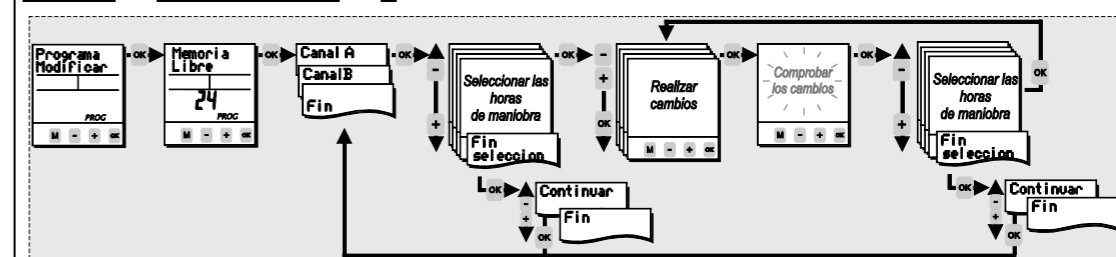 Programa
Modificar
PROG
M - + OK
OK
Memoria
Libre
24
PROG
M - + OK
OK
Canal A
CanalB
Fin
OK
-
+
Seleccionar las
horas
de maniobra
Fin
seleccion
OK
-
+
OK
Realizar
cambios
M - + OK
OK
Comprobar
los cambios
M - + OK
OK
-
+
Seleccionar las
horas
de maniobra
Fin
seleccion
OK
OK
-
+
OK
Continuar
Fin
OK
-
+
OK
Continuar
Fin